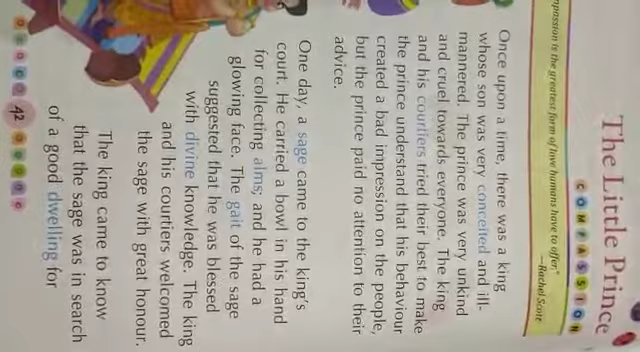 The Little Prince
COMPASSION
passion is the greatest form of love humans have to offer."
—Rachel Scott
Once upon a time, there was a king
whose son was very conceited and ill-
mannered. The prince was very unkind
and cruel towards everyone. The king
and his courtiers tried their best to make
the prince understand that his behaviour
created a bad impression on the people,
but the prince paid no attention to their
advice.
One day, a sage came to the king's
court. He carried a bowl in his hand
for collecting alms; and he had a
glowing face. The gait of the sage
suggested that he was blessed
with divine knowledge. The king
and his courtiers welcomed
the sage with great honour.
The king came to know
that the sage was in search
of a good dwelling for
42